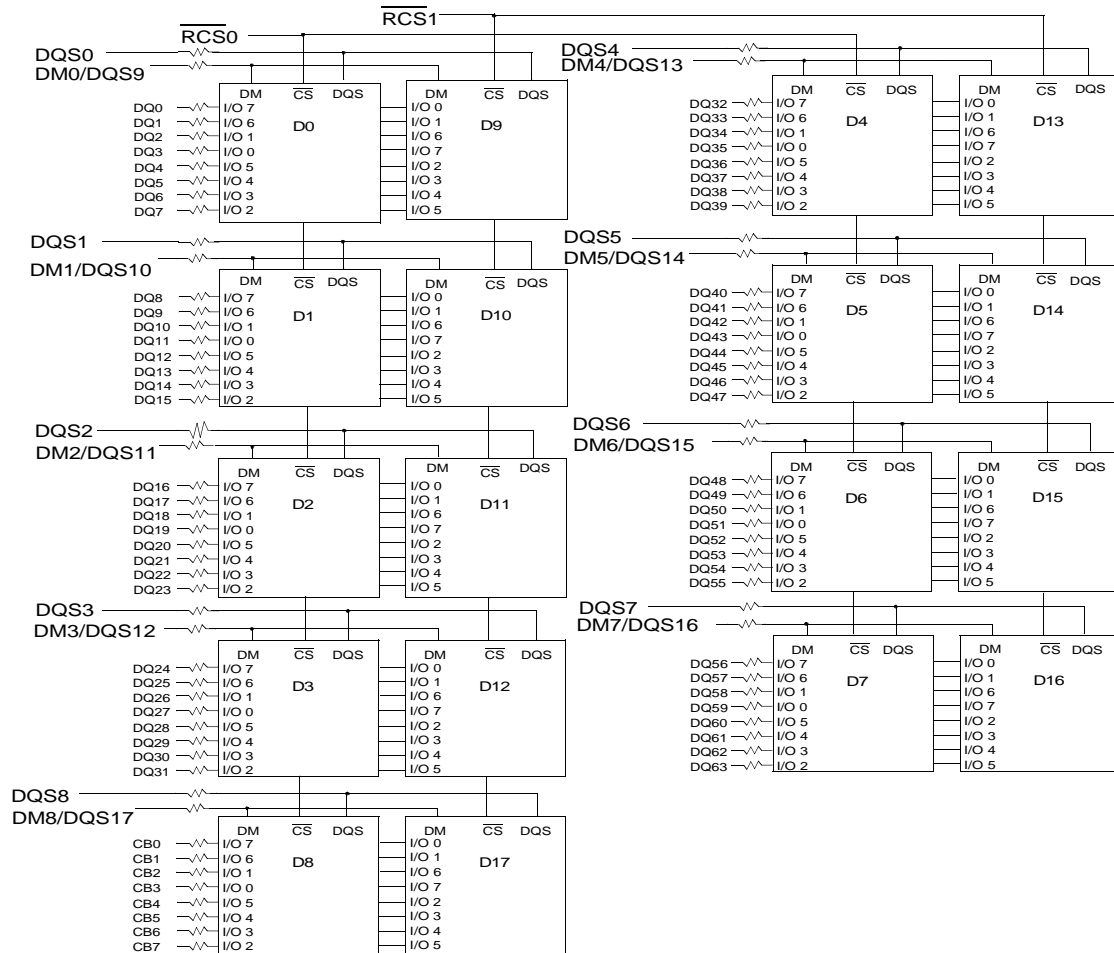 RCS1
RCS0
DQS0
DM0/DQS9
DM CS DQS
DM CS DQS
D0
D9
DQ0 I/O 7 I/O 0
DQ1 I/O 6 I/O 1
DQ2 I/O 1 I/O 6
DQ3 I/O 0 I/O 7
DQ4 I/O 5 I/O 2
DQ5 I/O 4 I/O 3
DQ6 I/O 3 I/O 4
DQ7 I/O 2 I/O 5
DQS1
DM1/DQS10
DM CS DQS
DM CS DQS
D1
D10
DQ8 I/O 7 I/O 0
DQ9 I/O 6 I/O 1
DQ10 I/O 1 I/O 6
DQ11 I/O 0 I/O 7
DQ12 I/O 5 I/O 2
DQ13 I/O 4 I/O 3
DQ14 I/O 3 I/O 4
DQ15 I/O 2 I/O 5
DQS2
DM2/DQS11
DM CS DQS
DM CS DQS
D2
D11
DQ16 I/O 7 I/O 0
DQ17 I/O 6 I/O 1
DQ18 I/O 1 I/O 6
DQ19 I/O 0 I/O 7
DQ20 I/O 5 I/O 2
DQ21 I/O 4 I/O 3
DQ22 I/O 3 I/O 4
DQ23 I/O 2 I/O 5
DQS3
DM3/DQS12
DM CS DQS
DM CS DQS
D3
D12
DQ24 I/O 7 I/O 0
DQ25 I/O 6 I/O 1
DQ26 I/O 1 I/O 6
DQ27 I/O 0 I/O 7
DQ28 I/O 5 I/O 2
DQ29 I/O 4 I/O 3
DQ30 I/O 3 I/O 4
DQ31 I/O 2 I/O 5
DQS8
DM8/DQS17
DM CS DQS
DM CS DQS
D8
D17
CB0 I/O 7 I/O 0
CB1 I/O 6 I/O 1
CB2 I/O 1 I/O 6
CB3 I/O 0 I/O 7
CB4 I/O 5 I/O 2
CB5 I/O 4 I/O 3
CB6 I/O 3 I/O 4
CB7 I/O 2 I/O 5
DQS4
DM4/DQS13
DM CS DQS
DM CS DQS
D4
D13
DQ32 I/O 7 I/O 0
DQ33 I/O 6 I/O 1
DQ34 I/O 1 I/O 6
DQ35 I/O 0 I/O 7
DQ36 I/O 5 I/O 2
DQ37 I/O 4 I/O 3
DQ38 I/O 3 I/O 4
DQ39 I/O 2 I/O 5
DQS5
DM5/DQS14
DM CS DQS
DM CS DQS
D5
D14
DQ40 I/O 7 I/O 0
DQ41 I/O 6 I/O 1
DQ42 I/O 1 I/O 6
DQ43 I/O 0 I/O 7
DQ44 I/O 5 I/O 2
DQ45 I/O 4 I/O 3
DQ46 I/O 3 I/O 4
DQ47 I/O 2 I/O 5
DQS6
DM6/DQS15
DM CS DQS
DM CS DQS
D6
D15
DQ48 I/O 7 I/O 0
DQ49 I/O 6 I/O 1
DQ50 I/O 1 I/O 6
DQ51 I/O 0 I/O 7
DQ52 I/O 5 I/O 2
DQ53 I/O 4 I/O 3
DQ54 I/O 3 I/O 4
DQ55 I/O 2 I/O 5
DQS7
DM7/DQS16
DM CS DQS
DM CS DQS
D7
D16
DQ56 I/O 7 I/O 0
DQ57 I/O 6 I/O 1
DQ58 I/O 1 I/O 6
DQ59 I/O 0 I/O 7
DQ60 I/O 5 I/O 2
DQ61 I/O 4 I/O 3
DQ62 I/O 3 I/O 4
DQ63 I/O 2 I/O 5